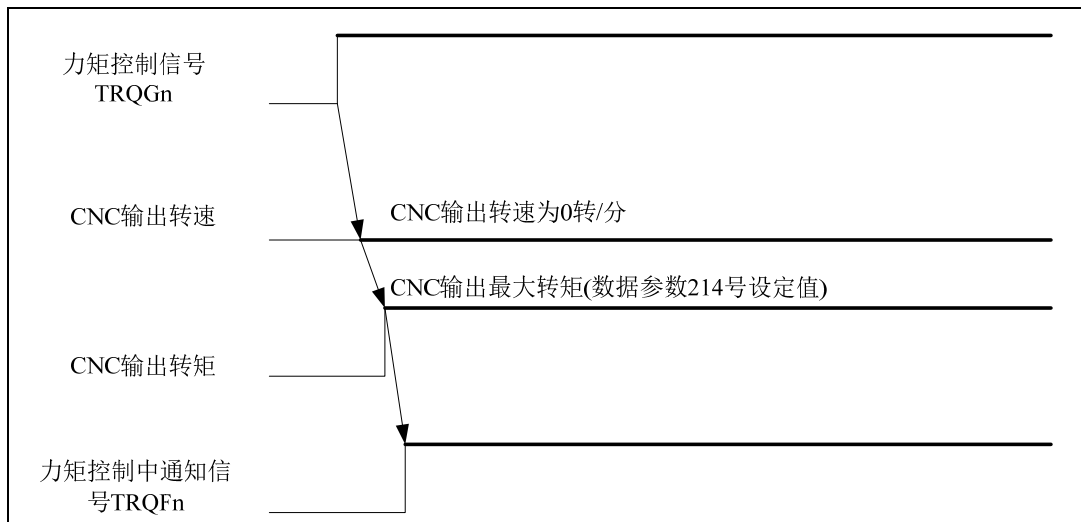 力矩控制信号
TRQGn
CNC输出转速
CNC输出转速为0转/分
CNC输出最大转矩(数据参数214号设定值)
CNC输出转矩
力矩控制中通知信
号TRQFn